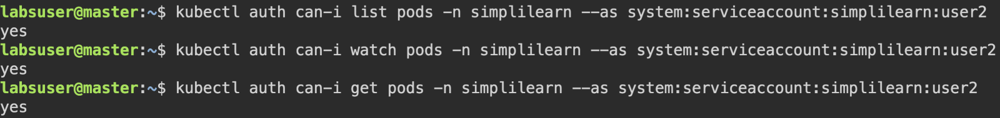 labsuser@master:~$ kubectl auth can-i list pods -n simplilearn --as system:serviceaccount:simplilearn:user2
yes
labsuser@master:~$ kubectl auth can-i watch pods -n simplilearn --as system:serviceaccount:simplilearn:user2
yes
labsuser@master:~$ kubectl auth can-i get pods -n simplilearn --as system:serviceaccount:simplilearn:user2
yes